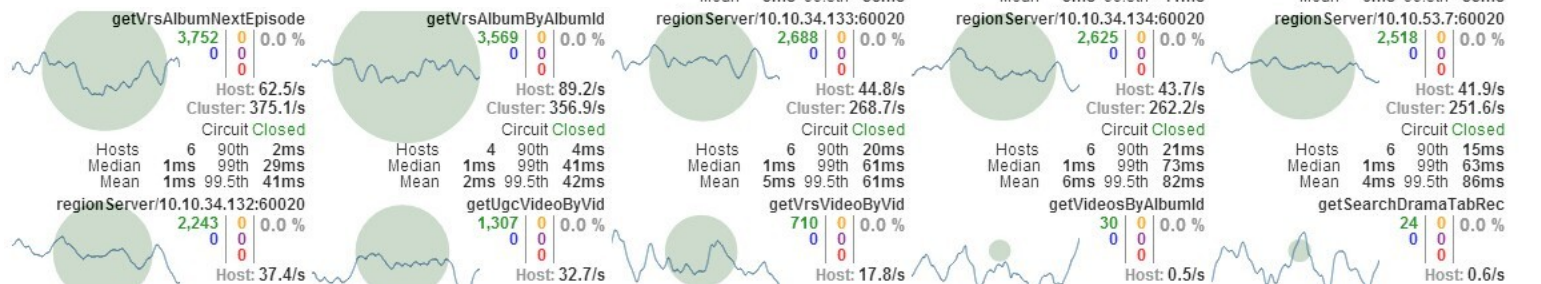 getVrsAlbumNextEpisode
3,752 0 0.0 %
0 0
0
Host: 62.5/s
Cluster: 375.1/s
Circuit Closed
Hosts 6 90th 2ms
Median 1ms 99th 29ms
Mean 1ms 99.5th 41ms
getVrsAlbumByAlbumId
3,569 0 0.0 %
0 0
0
Host: 89.2/s
Cluster: 356.9/s
Circuit Closed
Hosts 4 90th 4ms
Median 1ms 99th 41ms
Mean 2ms 99.5th 42ms
regionServer/10.10.34.133:60020
2,688 0 0.0 %
0 0
0
Host: 44.8/s
Cluster: 268.7/s
Circuit Closed
Hosts 6 90th 20ms
Median 1ms 99th 61ms
Mean 5ms 99.5th 61ms
regionServer/10.10.34.134:60020
2,625 0 0.0 %
0 0
0
Host: 43.7/s
Cluster: 262.2/s
Circuit Closed
Hosts 6 90th 21ms
Median 1ms 99th 73ms
Mean 6ms 99.5th 82ms
regionServer/10.10.53.7:60020
2,518 0 0.0 %
0 0
0
Host: 41.9/s
Cluster: 251.6/s
Circuit Closed
Hosts 6 90th 15ms
Median 1ms 99th 63ms
Mean 4ms 99.5th 86ms
regionServer/10.10.34.132:60020
2,243 0 0.0 %
0 0
0
Host: 37.4/s
getUgcVideoByVid
1,307 0 0.0 %
0 0
0
Host: 32.7/s
getVrsVideoByVid
710 0 0.0 %
0 0
0
Host: 17.8/s
getVideosByAlbumId
30 0 0.0 %
0 0
0
Host: 0.5/s
getSearchDramaTabRec
24 0 0.0 %
0 0
0
Host: 0.6/s